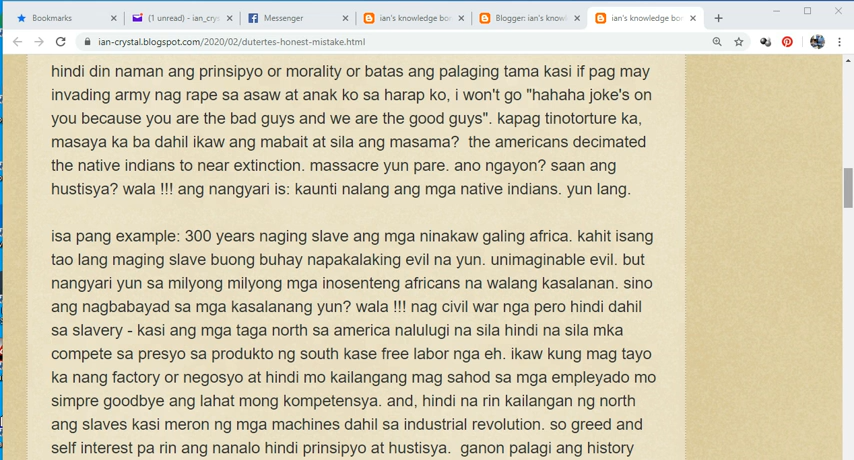 Bookmarks
(1 unread) - ian_crys
Messenger
ian's knowledge boo
Blogger: ian's knowl
ian's knowledge boo
ian-crystal.blogspot.com/2020/02/dutertes-honest-mistake.html
hindi din naman ang prinsipyo or morality or batas ang palaging tama kasi if pag may
invading army nag rape sa asaw at anak ko sa harap ko, i won't go "hahaha joke's on
you because you are the bad guys and we are the good guys". kapag tinotorture ka,
masaya ka ba dahil ikaw ang mabait at sila ang masama?  the americans decimated
the native indians to near extinction. massacre yun pare. ano ngayon? saan ang
hustisya? wala !!! ang nangyari is: kaunti nalang ang mga native indians. yun lang.
isa pang example: 300 years naging slave ang mga ninakaw galing africa. kahit isang
tao lang maging slave buong buhay napakalaking evil na yun. unimaginable evil. but
nangyari yun sa milyong milyong mga inosenteng africans na walang kasalanan. sino
ang nagbabayad sa mga kasalanang yun? wala !!! nag civil war nga pero hindi dahil
sa slavery - kasi ang mga taga north sa america nalulugi na sila hindi na sila mka
compete sa presyo sa produkto ng south kase free labor nga eh. ikaw kung mag tayo
ka nang factory or negosyo at hindi mo kailangang mag sahod sa mga empleyado mo
simpre goodbye ang lahat mong kompetensya. and, hindi na rin kailangan ng north
ang slaves kasi meron ng mga machines dahil sa industrial revolution. so greed and
self interest pa rin ang nanalo hindi prinsipyo at hustisya.  ganon palagi ang history